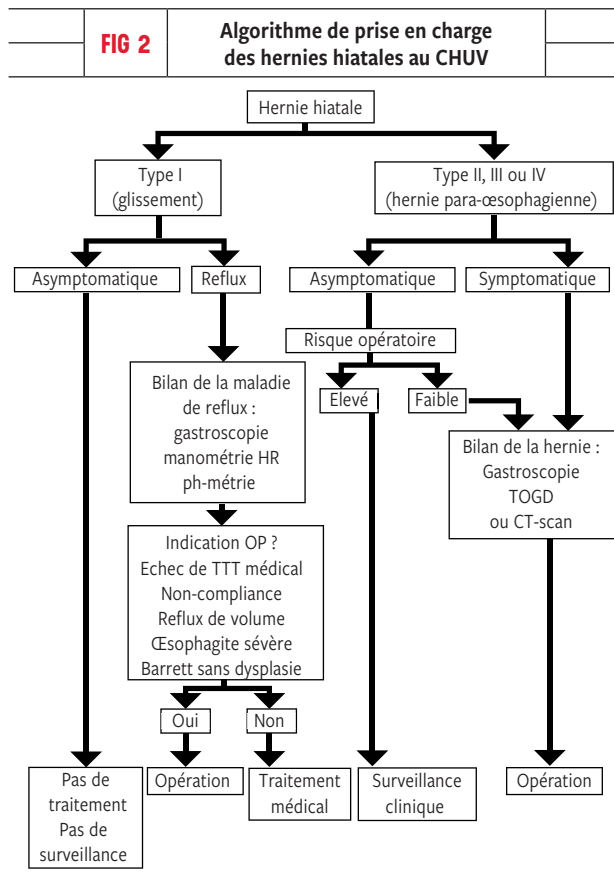 FIG 2
Algorithme de prise en charge
des hernies hiatales au CHUV
Hernie hiatale
Type I
(glissement)
Type II, III ou IV
(hernie para-œsophagienne)
Asymptomatique
Reflux
Asymptomatique
Symptomatique
Risque opératoire
Elevé
Faible
Bilan de la maladie
de reflux :
gastroscopie
manométrie HR
ph-métrie
Bilan de la hernie :
Gastroscopie
TOGD
ou CT-scan
Indication OP ?
Echec de TTT médical
Non-compliance
Reflux de volume
Œsophagite sévère
Barrett sans dysplasie
Oui
Non
Pas de
traitement
Pas de
surveillance
Opération
Traitement
médical
Surveillance
clinique
Opération